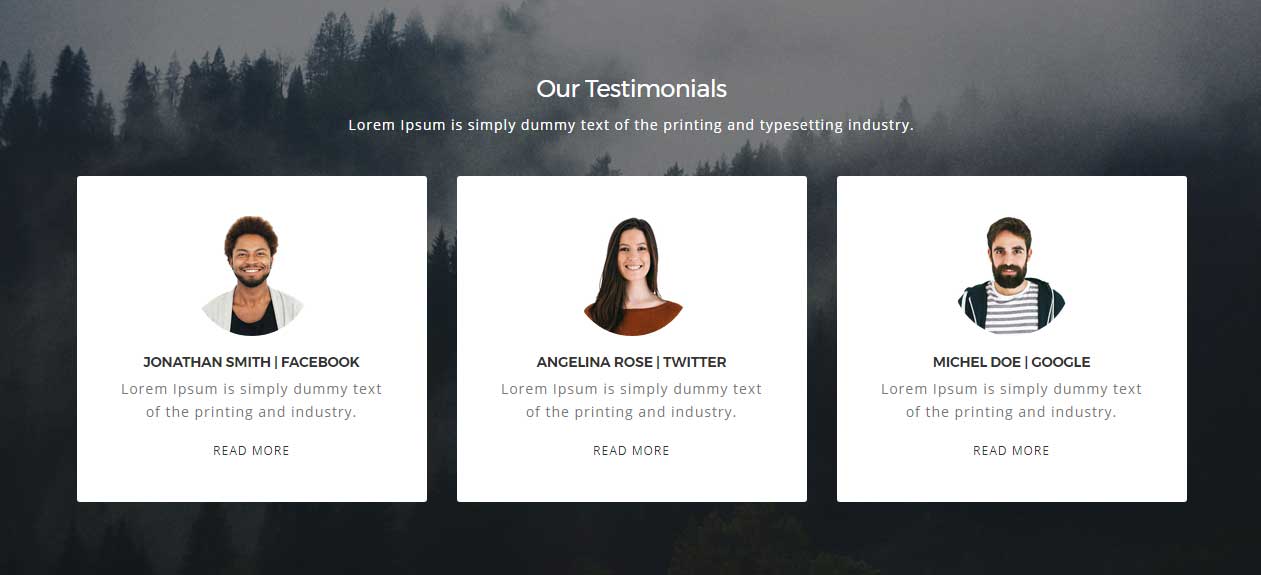 Our Testimonials
Lorem Ipsum is simply dummy text of the printing and typesetting industry.
JONATHAN SMITH | FACEBOOK
Lorem Ipsum is simply dummy text
of the printing and industry.
READ MORE
ANGELINA ROSE | TWITTER
Lorem Ipsum is simply dummy text
of the printing and industry.
READ MORE
MICHEL DOE | GOOGLE
Lorem Ipsum is simply dummy text
of the printing and industry.
READ MORE